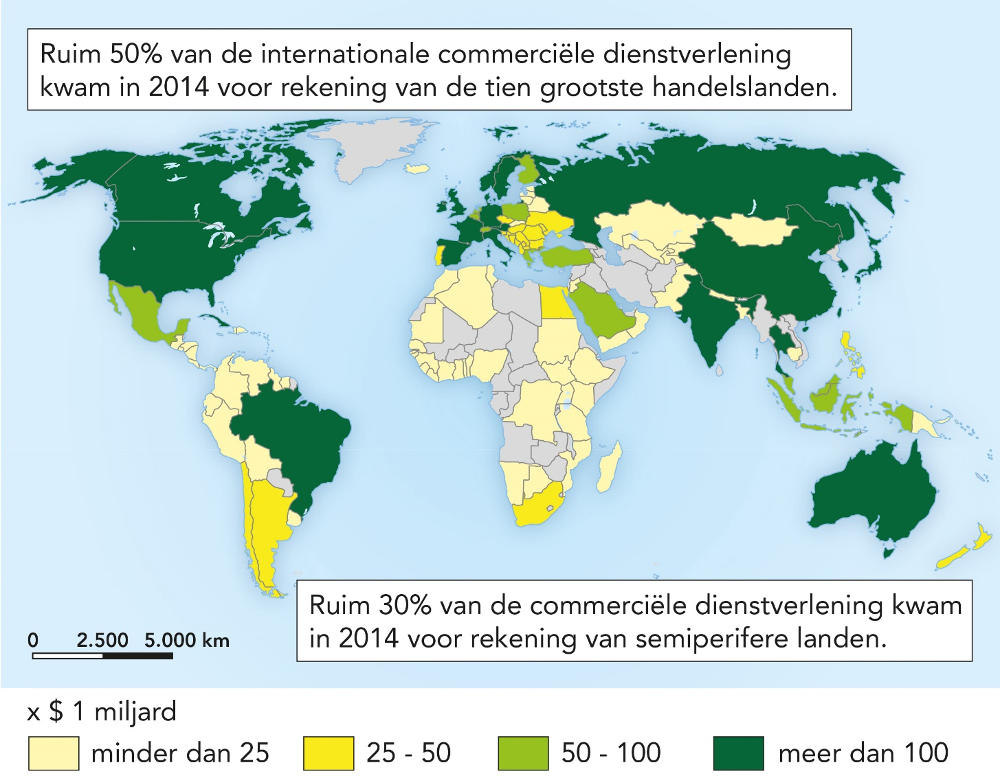 Ruim 50% van de internationale commerciële dienstverlening
kwam in 2014 voor rekening van de tien grootste handelslanden.
Ruim 30% van de commerciële dienstverlening kwam
in 2014 voor rekening van semiperifere landen.
0 2.500 5.000 km
x $ 1 miljard
minder dan 25 25 - 50 50 - 100 meer dan 100